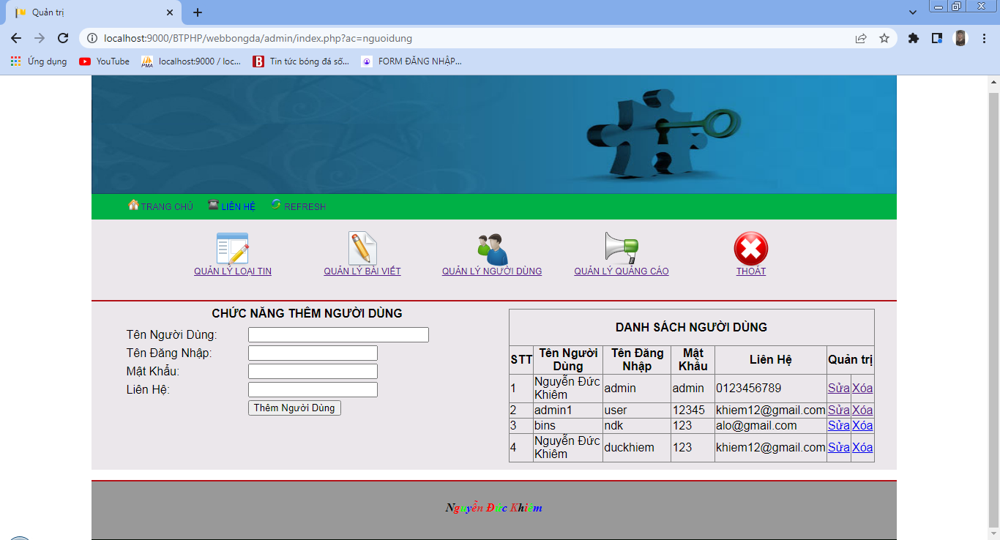 Quản trị
localhost:9000/BTPHP/webbongda/admin/index.php?ac=nguoidung
Ứng dụng YouTube PMA localhost:9000 / loc... B Tin tức bóng đá số... FORM ĐĂNG NHẬP...
TRANG CHỦ LIÊN HỆ REFRESH
QUẢN LÝ LOẠI TIN QUẢN LÝ BÀI VIẾT QUẢN LÝ NGƯỜI DÙNG QUẢN LÝ QUẢNG CÁO THOÁT
CHỨC NĂNG THÊM NGƯỜI DÙNG
Tên Người Dùng:
Tên Đăng Nhập:
Mật Khẩu:
Liên Hệ:
Thêm Người Dùng
DANH SÁCH NGƯỜI DÙNG
STT Tên Người Dùng Tên Đăng Nhập Mật Khẩu Liên Hệ Quản trị
1 Nguyễn Đức Khiêm admin admin 0123456789 Sửa Xóa
2 admin1 user 12345 khiem12@gmail.com Sửa Xóa
3 bins ndk 123 alo@gmail.com Sửa Xóa
4 Nguyễn Đức Khiêm duckhiem 123 khiem12@gmail.com Sửa Xóa
Nguyễn Đức Khiêm